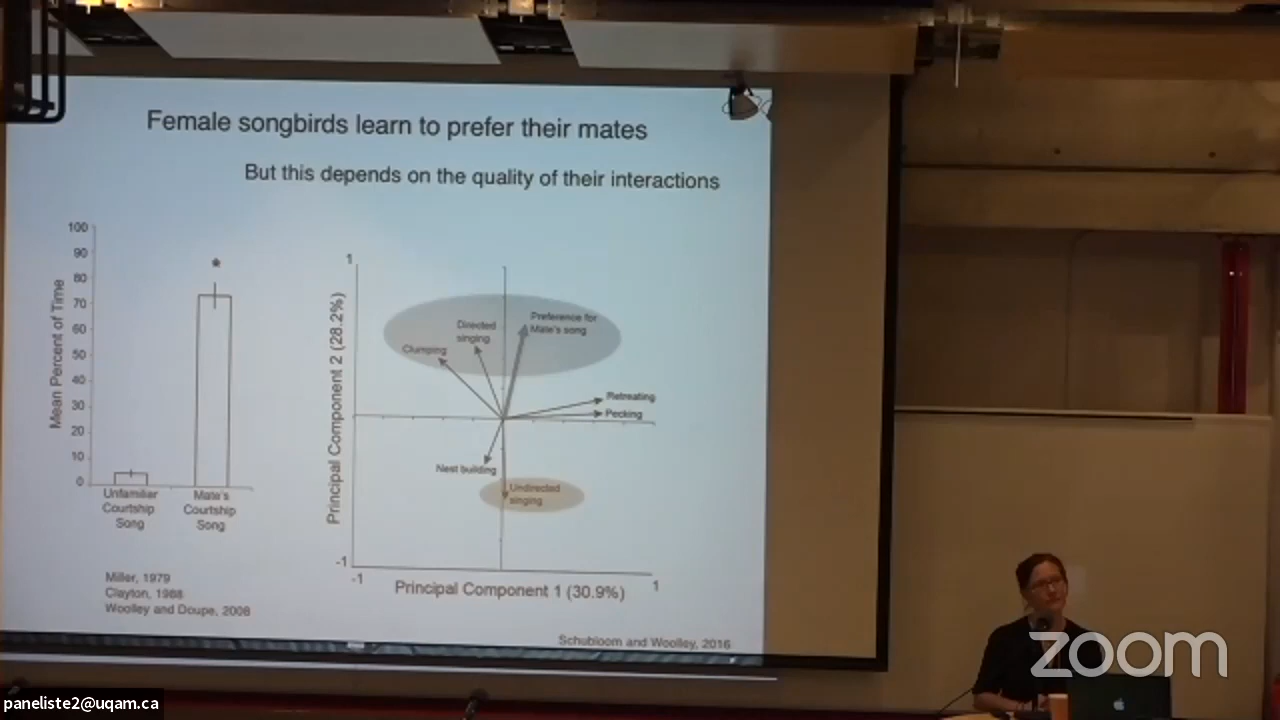 Female songbirds learn to prefer their mates
But this depends on the quality of their interactions
100
90
80
70
60
50
40
30
20
10
0
Mean Percent of Time
*
Unfamiliar
Courtship
Song
Mate's
Courtship
Song
Miller, 1979
Clayton, 1988
Woolley and Doupe, 2008
1
-1
Principal Component 2 (28.2%)
Clumping
Directed
singing
Preference for
Mate's song
Retreating
Pecking
Nest building
Undirected
singing
-1
1
Principal Component 1 (30.9%)
Schubloom and Woolley, 2016
zoom
paneliste2@uqam.ca